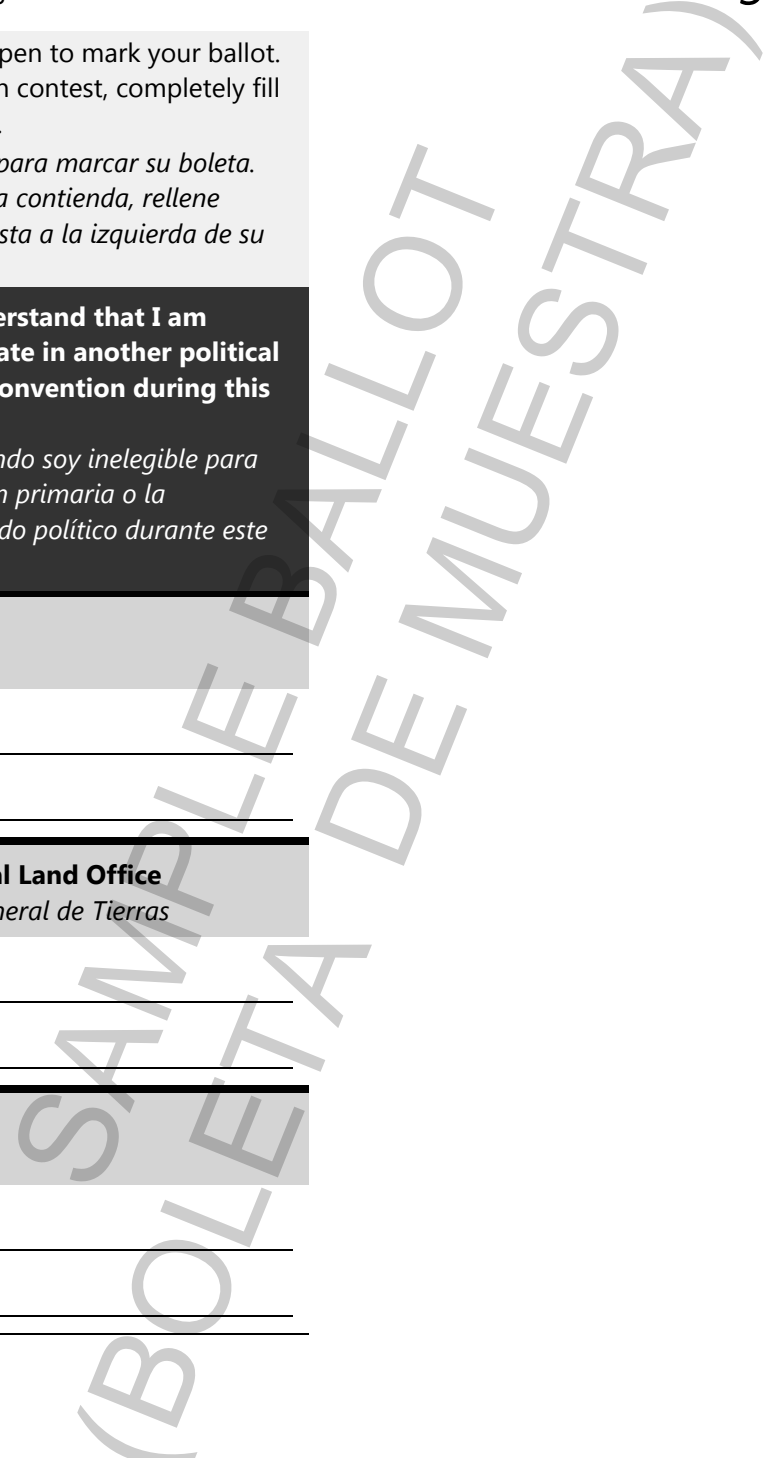 pen to mark your ballot.
contest, completely fill
para marcar su boleta.
a contienda, rellene
sta a la izquierda de su
erstand that I am
ate in another political
onvention during this
ndo soy inelegible para
n primaria o la
do político durante este
l Land Office
neral de Tierras
SAMPLE BALLOT
(BOLETA DE MUESTRA)